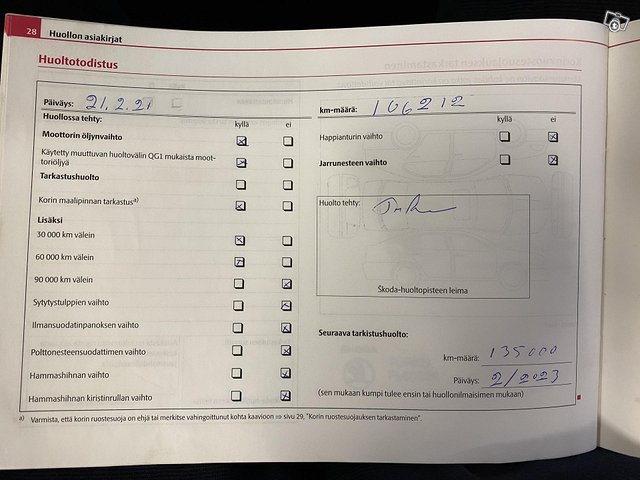 28 Huollon asiakirjat
Huoltotodistus
Päiväys: 21.2.21
km-määrä: 106212
Huollossa tehty:
kyllä ei
kyllä ei
Moottorin öljynvaihto
Käytetty muuttuvan huoltovälin QG1 mukaista moot-
toriöljyä
Tarkastushuolto
Korin maalipinnan tarkastus a)
Lisäksi
30 000 km välein
60 000 km välein
90 000 km välein
Sytytystulppien vaihto
Ilmansuodatinpanoksen vaihto
Polttonesteensuodattimen vaihto
Hammashihnan vaihto
Hammashihnan kiristinrullan vaihto
Happianturin vaihto
Jarrunesteen vaihto
Huolto tehty:
Škoda-huoltopisteen leima
Seuraava tarkistushuolto:
km-määrä: 135000
Päiväys: 2/2023
(sen mukaan kumpi tulee ensin tai huollonilmaisimen mukaan)
a) Varmista, että korin ruostesuoja on ehjä tai merkitse vahingoittunut kohta kaavioon ⇒ sivu 29, "Korin ruostesuojauksen tarkastaminen".